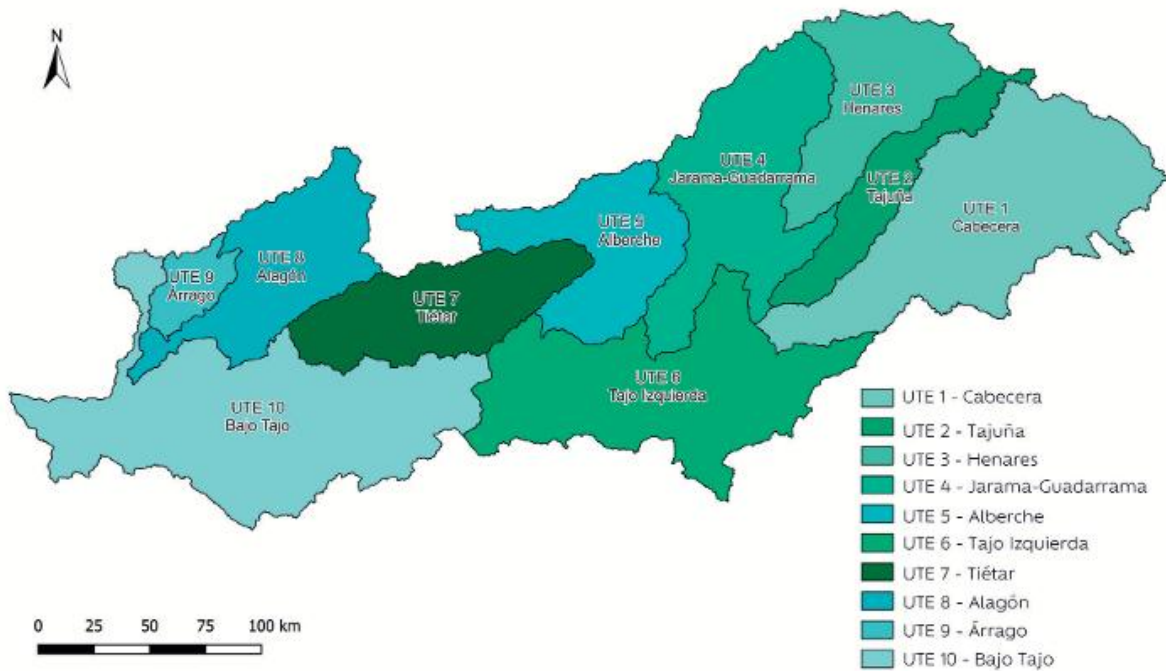 N
UTE 3
Henares
UTE 4
Jarama-Guadarrama
UTE 2
Tajuña
UTE 1
Cabecera
UTE 5
Alberche
UTE 8
Alagón
UTE 9
Árrago
UTE 7
Tiétar
UTE 6
Tajo Izquierda
UTE 10
Bajo Tajo
UTE 1 - Cabecera
UTE 2 - Tajuña
UTE 3 - Henares
UTE 4 - Jarama-Guadarrama
UTE 5 - Alberche
UTE 6 - Tajo Izquierda
UTE 7 - Tiétar
UTE 8 - Alagón
UTE 9 - Árrago
UTE 10 - Bajo Tajo
0 25 50 75 100 km